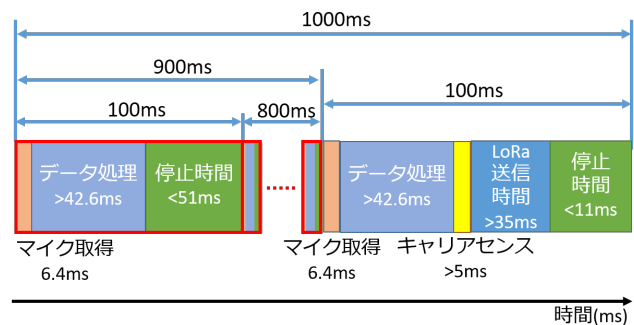 1000ms
900ms
100ms
800ms
100ms
データ処理
>42.6ms
停止時間
<51ms
データ処理
>42.6ms
LoRa
送信
時間
>35ms
停止
時間
<11ms
マイク取得
6.4ms
マイク取得
6.4ms
キャリアセンス
>5ms
時間(ms)